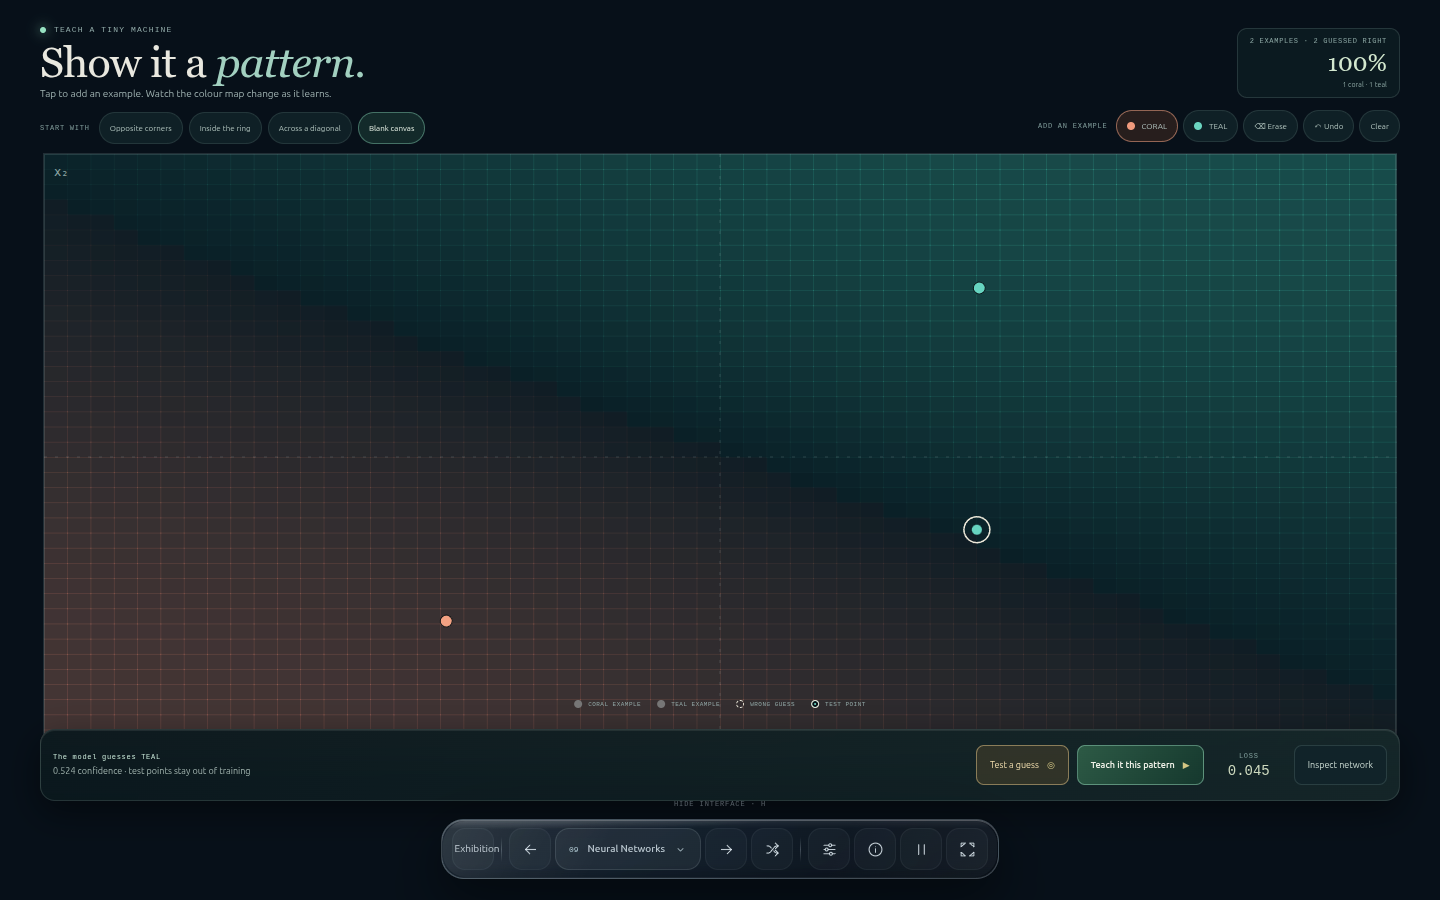 TEACH A TINY MACHINE
Show it a pattern.
Tap to add an example. Watch the colour map change as it learns.
2 EXAMPLES · 2 GUESSED RIGHT
100%
1 coral · 1 teal
START WITH
Opposite corners
Inside the ring
Across a diagonal
Blank canvas
ADD AN EXAMPLE
CORAL
TEAL
⌫ Erase
↶ Undo
Clear
X₂
CORAL EXAMPLE
TEAL EXAMPLE
WRONG GUESS
TEST POINT
The model guesses TEAL
0.524 confidence · test points stay out of training
Test a guess ◎
Teach it this pattern ▶
LOSS
0.045
Inspect network
HIDE INTERFACE · H
Exhibition
09 Neural Networks